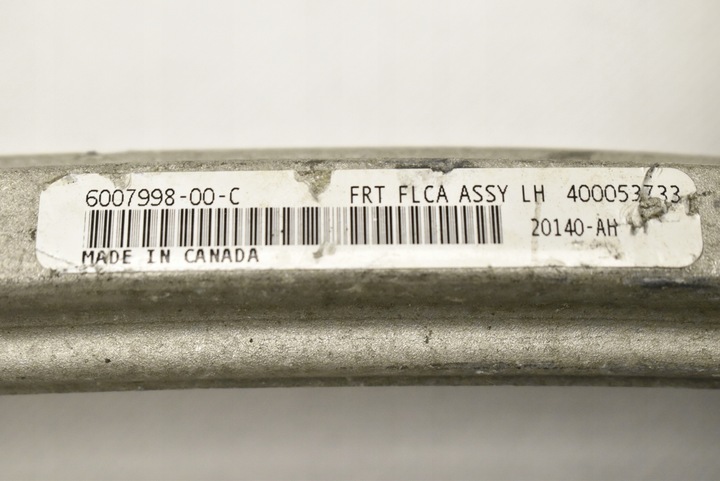 6007998-00-C FRT FLCA ASSY LH 400053733
20140-AH
MADE IN CANADA